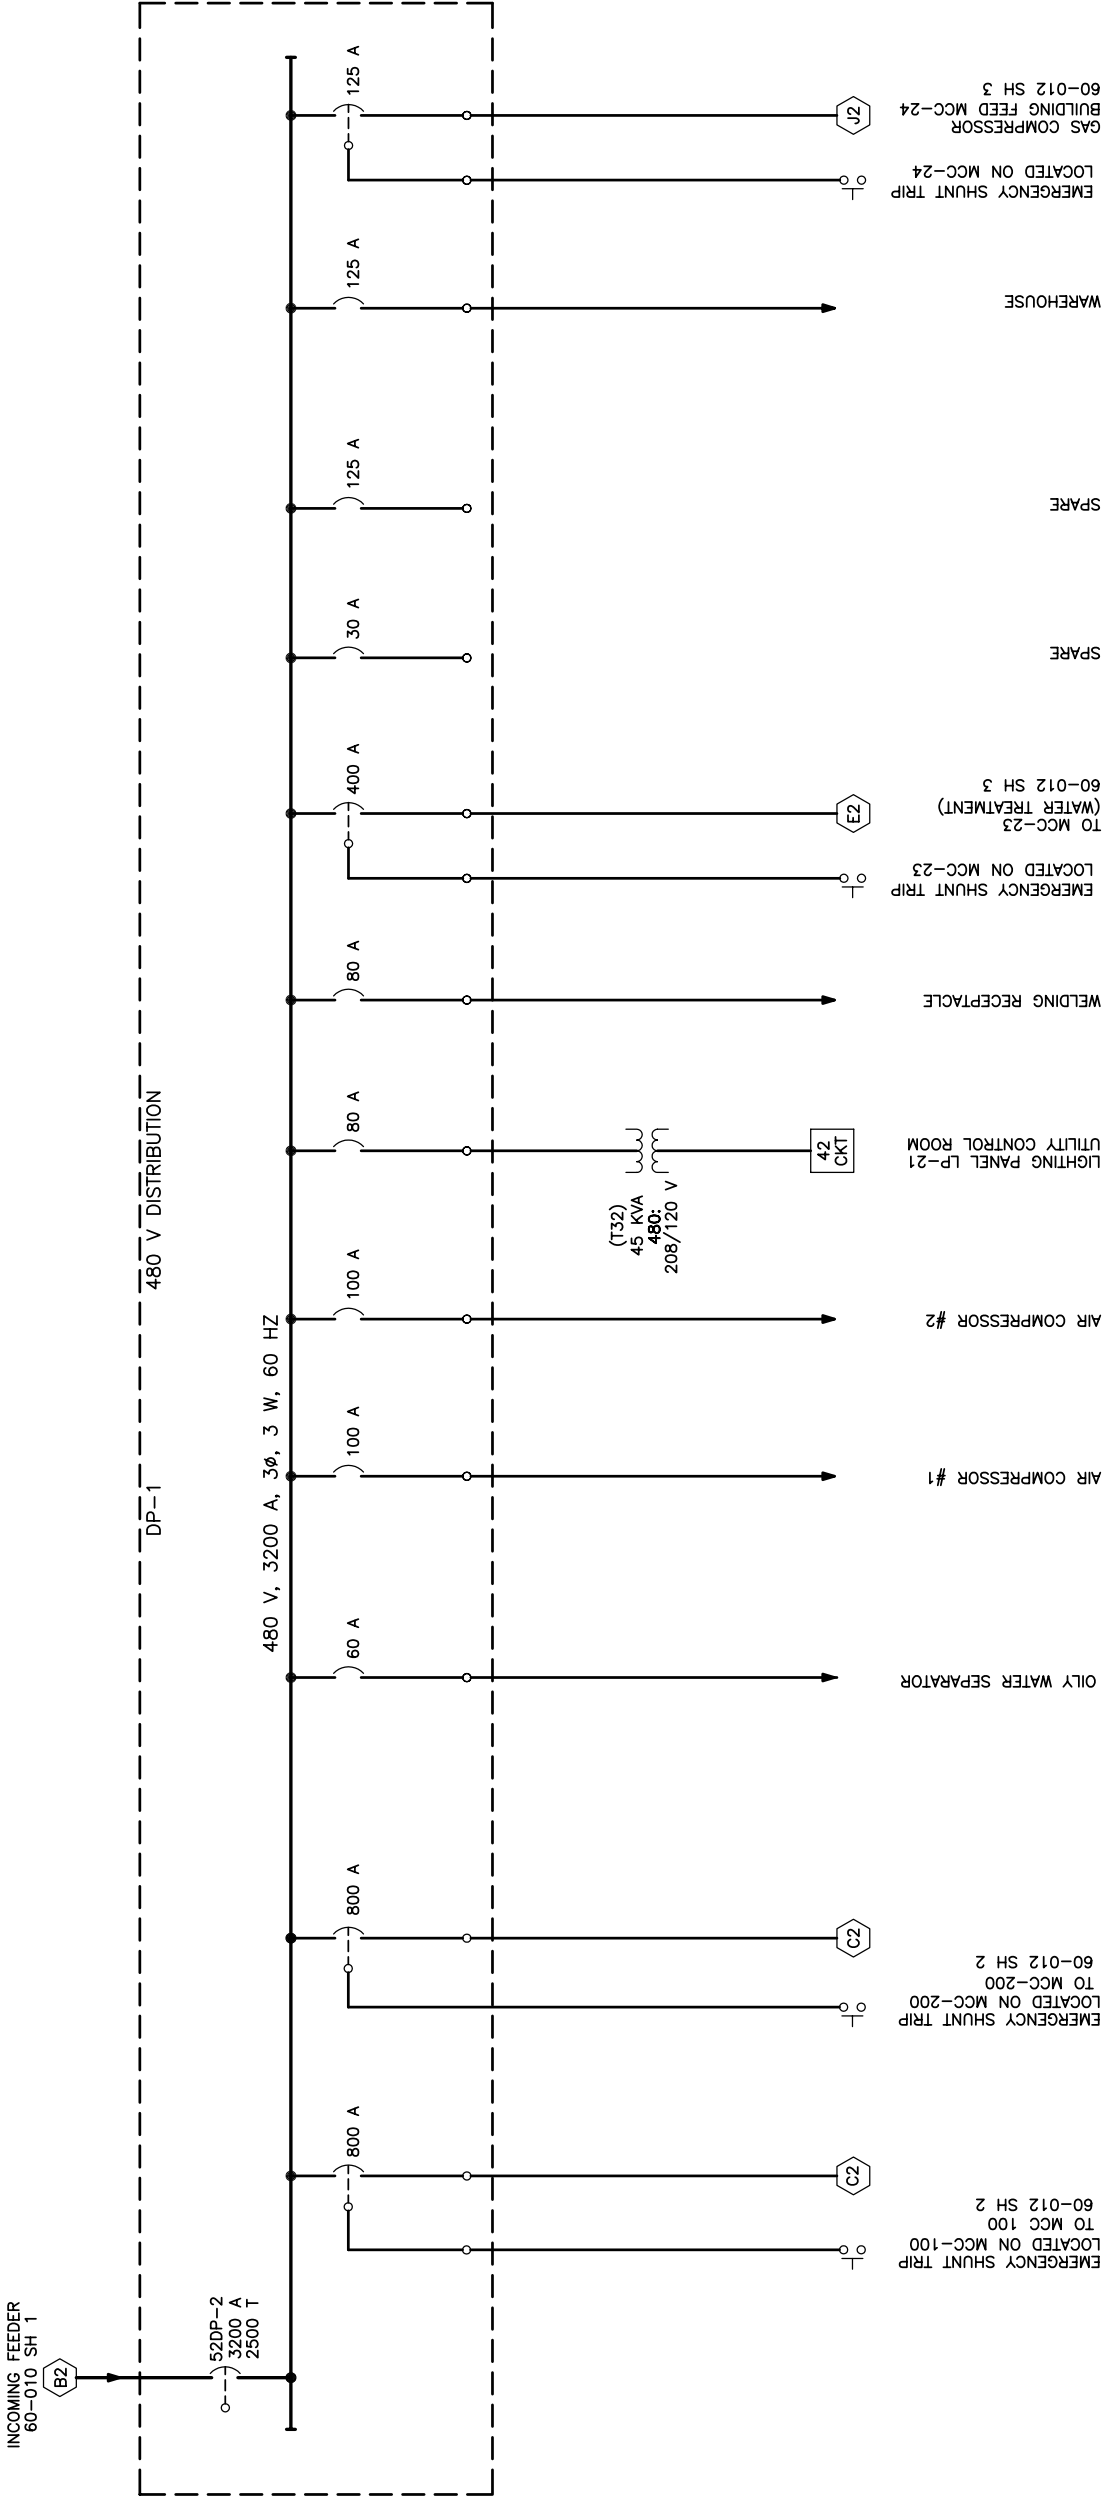 INCOMING FEEDER
60-010 SH 1
B2
52DP-2
3200 A
2500 T
DP-1
480 V DISTRIBUTION
480 V, 3200 A, 3Ø, 3 W, 60 HZ
800 A
C2
EMERGENCY SHUNT TRIP
LOCATED ON MCC-100
TO MCC 100
60-012 SH 2
800 A
C2
EMERGENCY SHUNT TRIP
LOCATED ON MCC-200
TO MCC-200
60-012 SH 2
60 A
OILY WATER SEPARATOR
100 A
AIR COMPRESSOR #1
100 A
AIR COMPRESSOR #2
80 A
(T32)
45 KVA
480:
208/120 V
42
CKT
LIGHTING PANEL LP-21
UTILITY CONTROL ROOM
80 A
WELDING RECEPTACLE
400 A
EMERGENCY SHUNT TRIP
LOCATED ON MCC-23
E2
TO MCC-23
(WATER TREATMENT)
60-012 SH 3
30 A
SPARE
125 A
SPARE
125 A
WAREHOUSE
125 A
EMERGENCY SHUNT TRIP
LOCATED ON MCC-24
J2
GAS COMPRESSOR
BUILDING FEED MCC-24
60-012 SH 3